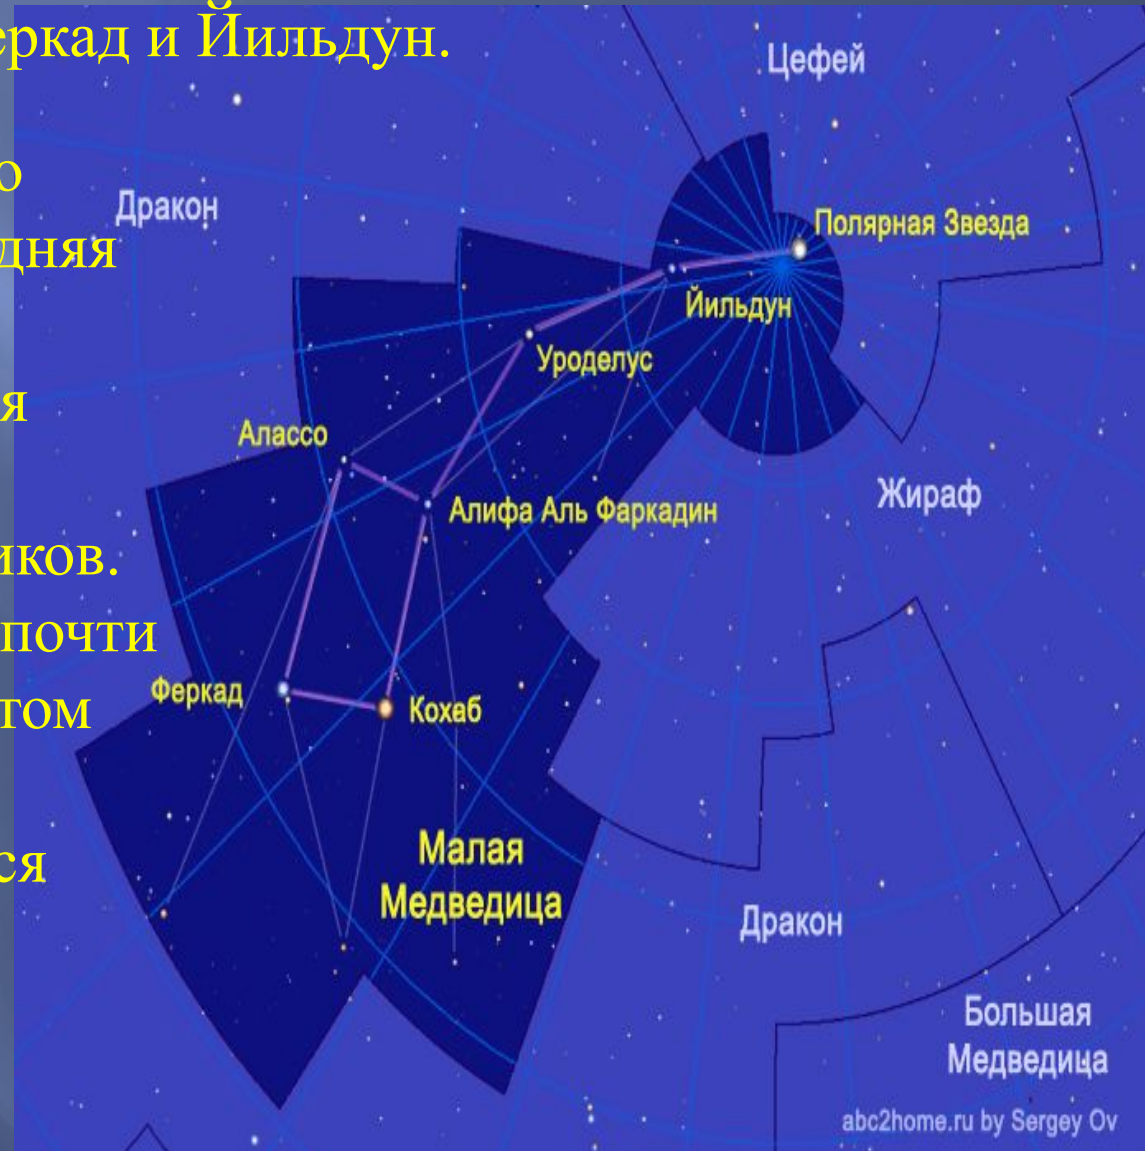 еркад и Йильдун.
о
дняя
я
иков.
почти
том
ся
Цефей
Дракон
Полярная Звезда
Йильдун
Уроделус
Алассо
Алифа Аль Фаркадин
Жираф
Феркад
Кохаб
Малая
Медведица
Дракон
Большая
Медведица
abc2home.ru by Sergey Ov